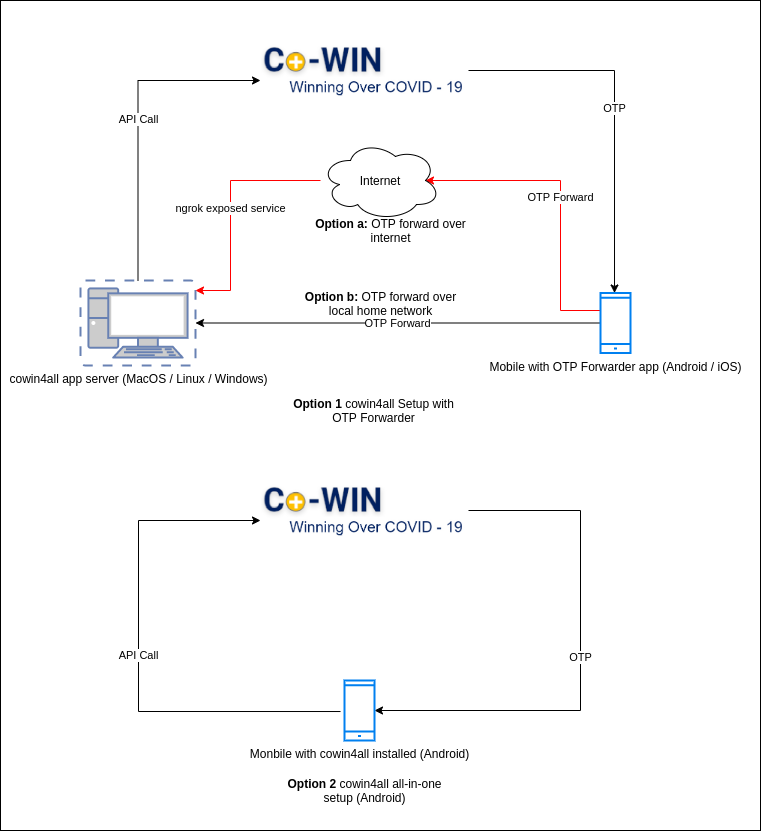 Co-WIN
Winning Over COVID - 19
OTP
API Call
Internet
OTP Forward
ngrok exposed service
Option a: OTP forward over
internet
Option b: OTP forward over
local home network
OTP Forward
Mobile with OTP Forwarder app (Android / iOS)
cowin4all app server (MacOS / Linux / Windows)
Option 1 cowin4all Setup with
OTP Forwarder
Co-WIN
Winning Over COVID - 19
API Call
OTP
Monbile with cowin4all installed (Android)
Option 2 cowin4all all-in-one
setup (Android)